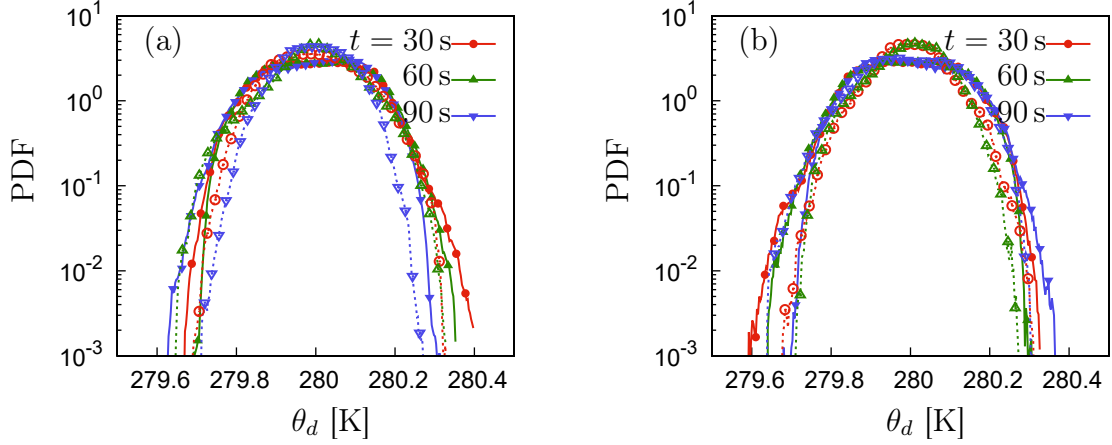 (a)
t = 30 s
60 s
90 s
PDF
10^1
10^0
10^-1
10^-2
10^-3
279.6 279.8 280 280.2 280.4
θ_d [K]
(b)
t = 30 s
60 s
90 s
PDF
10^1
10^0
10^-1
10^-2
10^-3
279.6 279.8 280 280.2 280.4
θ_d [K]